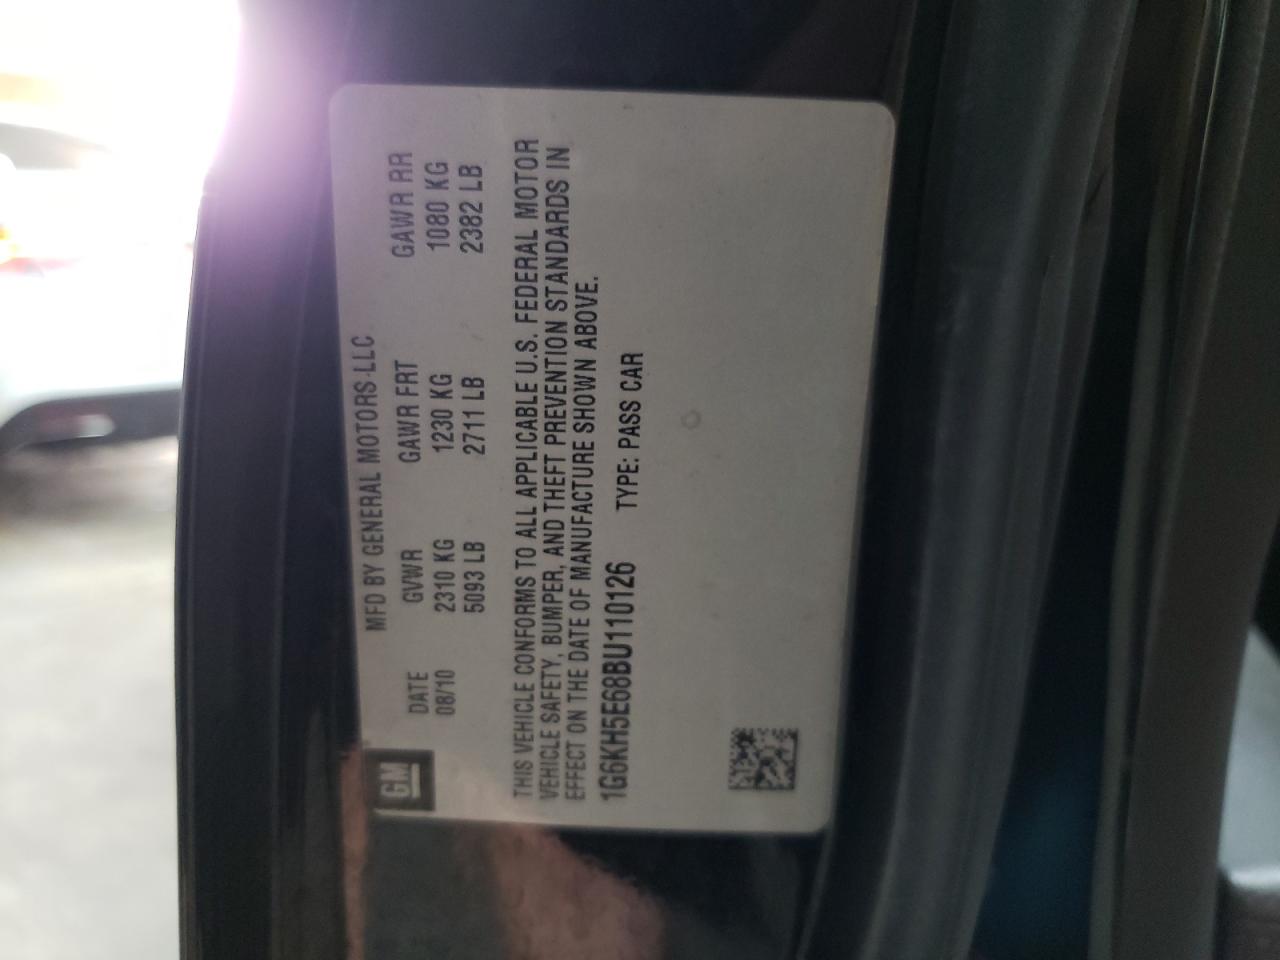 GM
MFD BY GENERAL MOTORS LLC
DATE GVWR GAWR FRT GAWR RR
08/10 2310 KG 1230 KG 1080 KG
5093 LB 2711 LB 2382 LB
THIS VEHICLE CONFORMS TO ALL APPLICABLE U.S. FEDERAL MOTOR
VEHICLE SAFETY, BUMPER, AND THEFT PREVENTION STANDARDS IN
EFFECT ON THE DATE OF MANUFACTURE SHOWN ABOVE.
1G6KH5E68BU110126 TYPE: PASS CAR